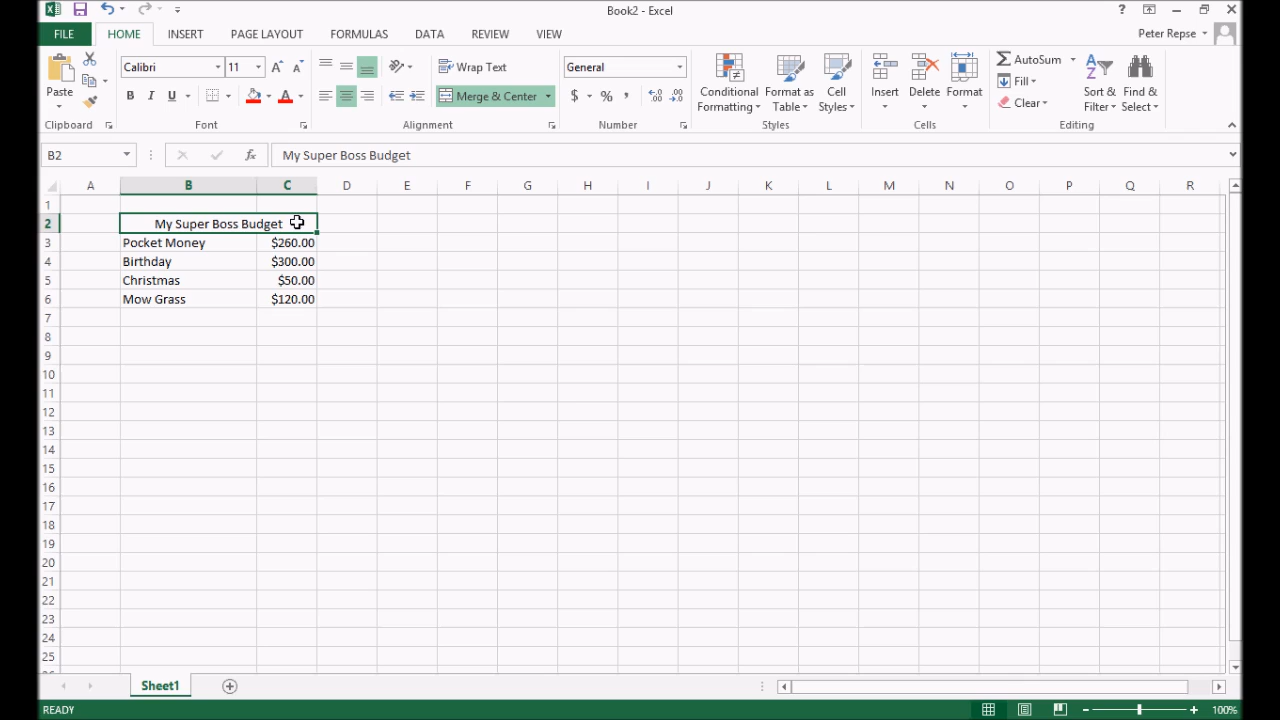 Book2 - Excel
?
FILE HOME INSERT PAGE LAYOUT FORMULAS DATA REVIEW VIEW Peter Repse
Paste
Clipboard
Calibri 11
B I U A
Font
Wrap Text
Merge & Center
Alignment
General
$ % ,
Number
Conditional Formatting
Format as Table
Cell Styles
Styles
Insert Delete Format
Cells
AutoSum
Fill
Clear
Sort & Filter
Find & Select
Editing
B2 fx My Super Boss Budget
A B C D E F G H I J K L M N O P Q R
1
2 My Super Boss Budget
3 Pocket Money $260.00
4 Birthday $300.00
5 Christmas $50.00
6 Mow Grass $120.00
7
8
9
10
11
12
13
14
15
16
17
18
19
20
21
22
23
24
25
Sheet1
READY 100%